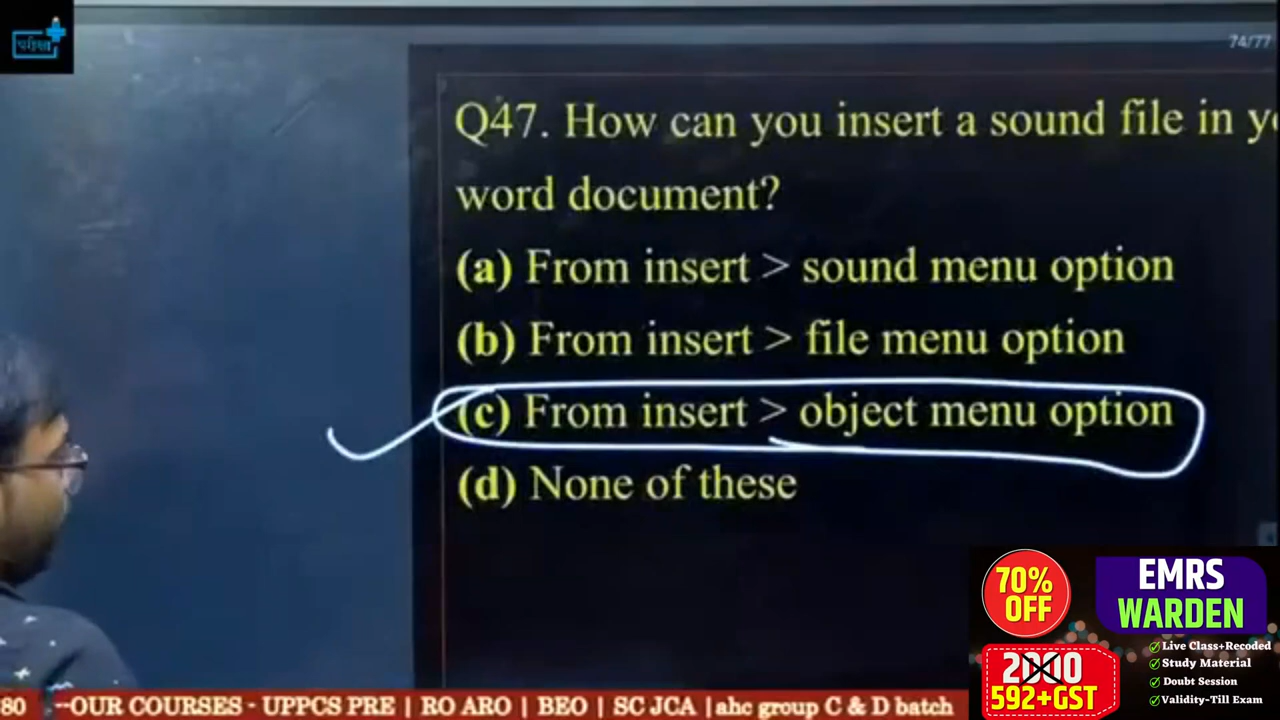 परीक्षा
74/77
Q47. How can you insert a sound file in
word document?
(a) From insert > sound menu option
(b) From insert > file menu option
(c) From insert > object menu option
(d) None of these
70%
OFF
EMRS
WARDEN
2000
592+GST
Live Class+Recoded
Study Material
Doubt Session
Validity-Till Exam
80 --OUR COURSES - UPPCS PRE | RO ARO | BEO | SC JCA | ahc group C & D batch